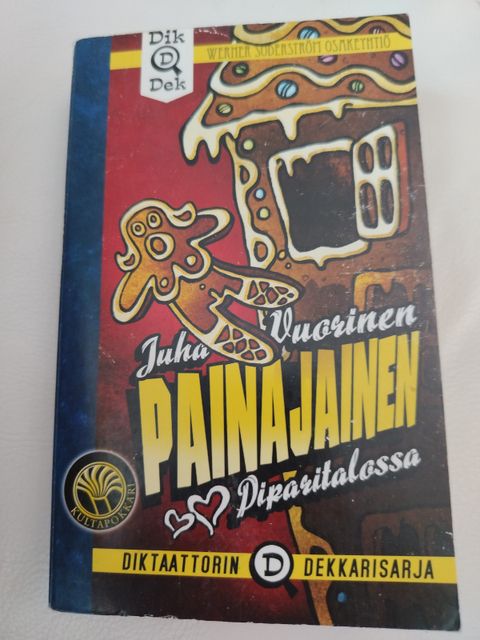 Dik
D
Dek
WERNER SÖDERSTRÖM OSAKEYHTIÖ
Juha Vuorinen
PAINAJAINEN
Piparitalossa
KULTAPOKKARI
DIKTAATTORIN D DEKKARISARJA